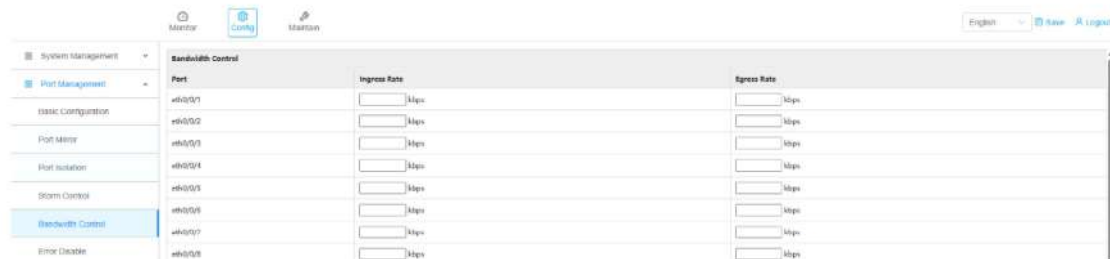 Monitor Config Maintain English Save Logout
System Management
Port Management
Basic Configuration
Port Mirror
Port Isolation
Storm Control
Bandwidth Control
Error Disable
Bandwidth Control
Port Ingress Rate Egress Rate
eth0/0/1 kbps kbps
eth0/0/2 kbps kbps
eth0/0/3 kbps kbps
eth0/0/4 kbps kbps
eth0/0/5 kbps kbps
eth0/0/6 kbps kbps
eth0/0/7 kbps kbps
eth0/0/8 kbps kbps